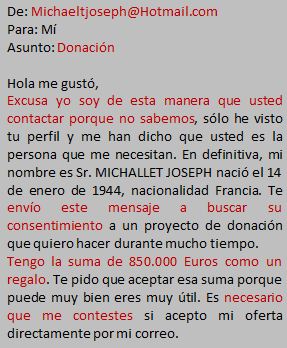 De: Michaeltjoseph@Hotmail.com
Para: Mí
Asunto: Donación
Hola me gustó,
Excusa yo soy de esta manera que usted
contactar porque no sabemos, sólo he visto
tu perfil y me han dicho que usted es la
persona que me necesitan. En definitiva, mi
nombre es Sr. MICHALLET JOSEPH nació el 14
de enero de 1944, nacionalidad Francia. Te
envío este mensaje a buscar su
consentimiento a un proyecto de donación
que quiero hacer durante mucho tiempo.
Tengo la suma de 850.000 Euros como un
regalo. Te pido que aceptar esa suma porque
puede muy bien eres muy útil. Es necesario
que me contestes si acepto mi oferta
directamente por mi correo.